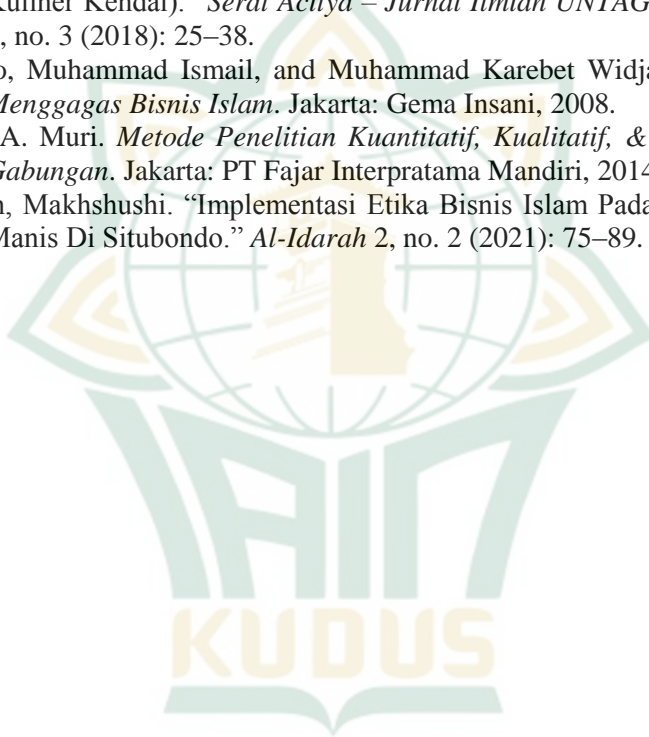 Kuliner Kendal)." Serat Acitya – Jurnal Ilmiah UNTAG
, no. 3 (2018): 25–38.
o, Muhammad Ismail, and Muhammad Karebet Widja
Menggagas Bisnis Islam. Jakarta: Gema Insani, 2008.
A. Muri. Metode Penelitian Kuantitatif, Kualitatif, &
Gabungan. Jakarta: PT Fajar Interpratama Mandiri, 2014
n, Makhshushi. “Implementasi Etika Bisnis Islam Pada
Manis Di Situbondo.” Al-Idarah 2, no. 2 (2021): 75–89.
IAIN
KUDUS